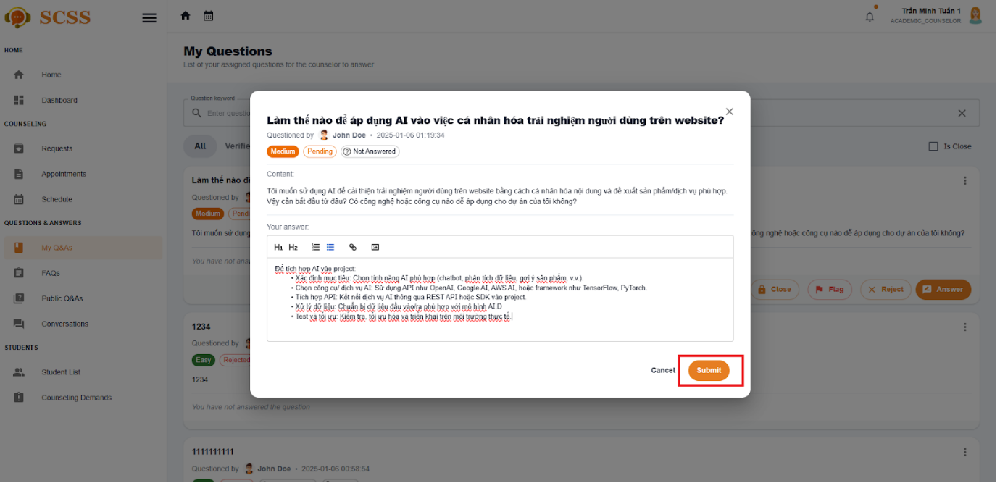 SCSS
Trần Minh Tuấn 1
ACADEMIC_COUNSELOR
HOME
Home
Dashboard
COUNSELING
Requests
Appointments
Schedule
QUESTIONS & ANSWERS
My Q&As
FAQs
Public Q&As
Conversations
STUDENTS
Student List
Counseling Demands
My Questions
List of your assigned questions for the counselor to answer
Question keyword
Enter questio
All Verifie
Is Close
Làm thế nào để
Questioned by
Medium Pendi
Tôi muốn sử dụng
ông nghệ hoặc công cụ nào dễ áp dụng cho dự án của tôi không?
You have not ans
Close Flag Reject Answer
Làm thế nào để áp dụng AI vào việc cá nhân hóa trải nghiệm người dùng trên website?
Questioned by John Doe • 2025-01-06 01:19:34
Medium Pending Not Answered
Content:
Tôi muốn sử dụng AI để cải thiện trải nghiệm người dùng trên website bằng cách cá nhân hóa nội dung và đề xuất sản phẩm/dịch vụ phù hợp.
Vậy cần bắt đầu từ đâu? Có công nghệ hoặc công cụ nào dễ áp dụng cho dự án của tôi không?
Your answer:
H1 H2
Để tích hợp AI vào project:
• Xác định mục tiêu: Chọn tính năng AI phù hợp (chatbot, phân tích dữ liệu, gợi ý sản phẩm, v.v.).
• Chọn công cụ/ dịch vụ AI: Sử dụng API như OpenAI, Google AI, AWS AI, hoặc framework như TensorFlow, PyTorch.
• Tích hợp API: Kết nối dịch vụ AI thông qua REST API hoặc SDK vào project.
• Xử lý dữ liệu: Chuẩn bị dữ liệu đầu vào/ra phù hợp với mô hình AI.Đ
• Test và tối ưu: Kiểm tra, tối ưu hóa và triển khai trên môi trường thực tế.
Cancel Submit
1234
Questioned by
Easy Rejected
1234
You have not answered the question
1111111111
Questioned by John Doe • 2025-01-06 00:58:54